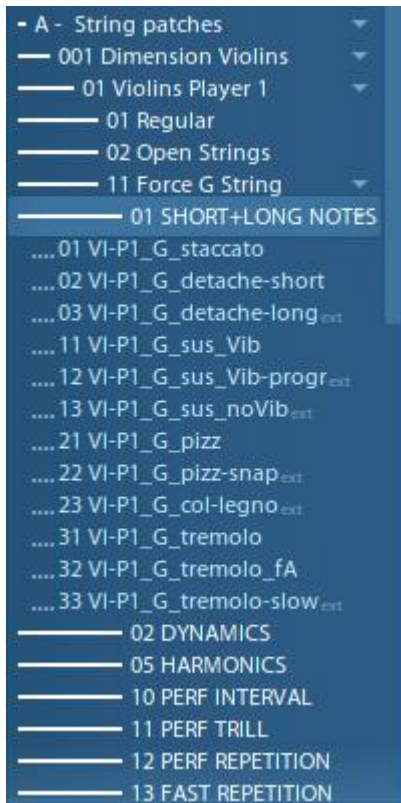 - A - String patches
001 Dimension Violins
01 Violins Player 1
01 Regular
02 Open Strings
11 Force G String
01 SHORT+LONG NOTES
....01 VI-P1_G_staccato
....02 VI-P1_G_detache-short
....03 VI-P1_G_detache-long ext
....11 VI-P1_G_sus_Vib
....12 VI-P1_G_sus_Vib-progr ext
....13 VI-P1_G_sus_noVib ext
....21 VI-P1_G_pizz
....22 VI-P1_G_pizz-snap ext
....23 VI-P1_G_col-legno ext
....31 VI-P1_G_tremolo
....32 VI-P1_G_tremolo_fA
....33 VI-P1_G_tremolo-slow ext
02 DYNAMICS
05 HARMONICS
10 PERF INTERVAL
11 PERF TRILL
12 PERF REPETITION
13 FAST REPETITION